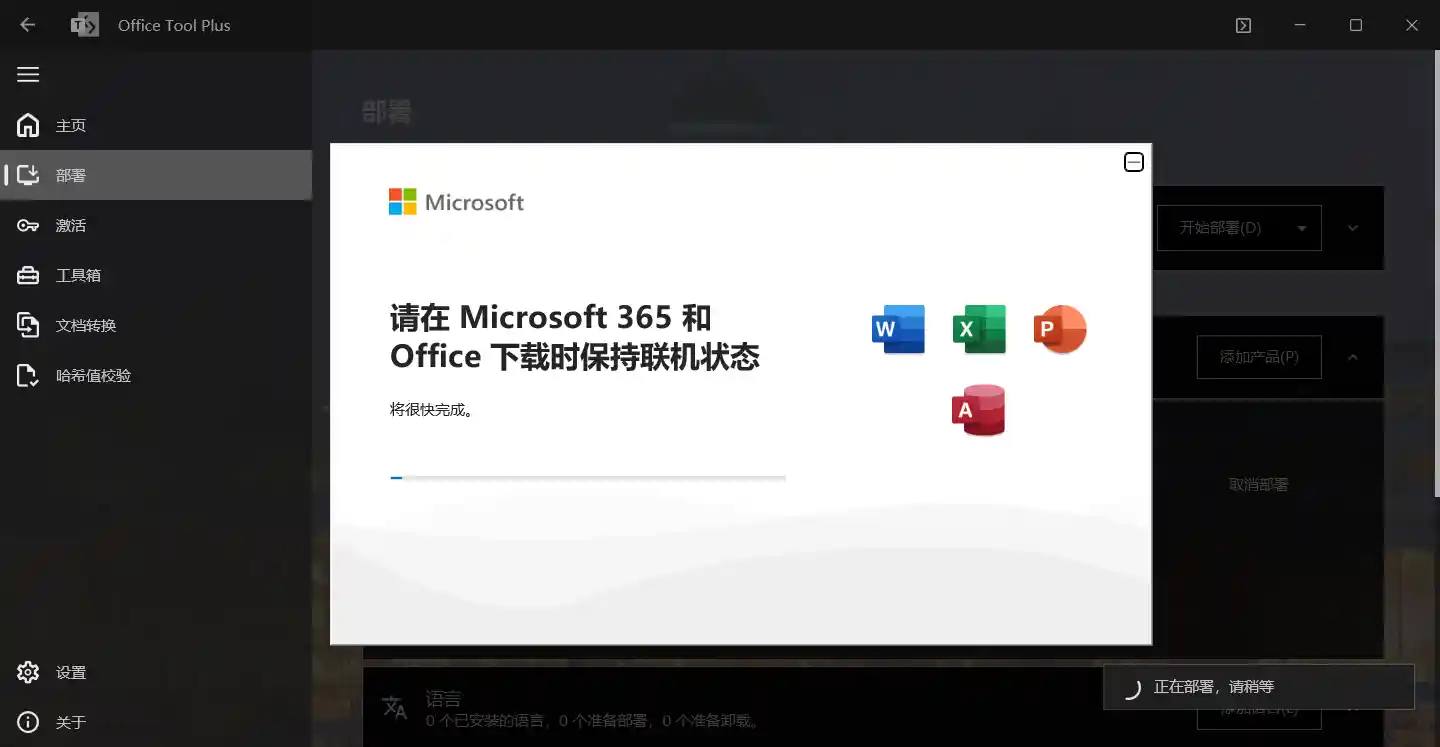 Office Tool Plus
主页
部署
激活
工具箱
文档转换
哈希值校验
设置
关于
部署
开始部署(D)
添加产品(P)
取消部署
Microsoft
请在 Microsoft 365 和
Office 下载时保持联机状态
将很快完成。
W
X
P
A
语言
0 个已安装的语言，0 个准备部署，0 个准备卸载。
正在部署，请稍等